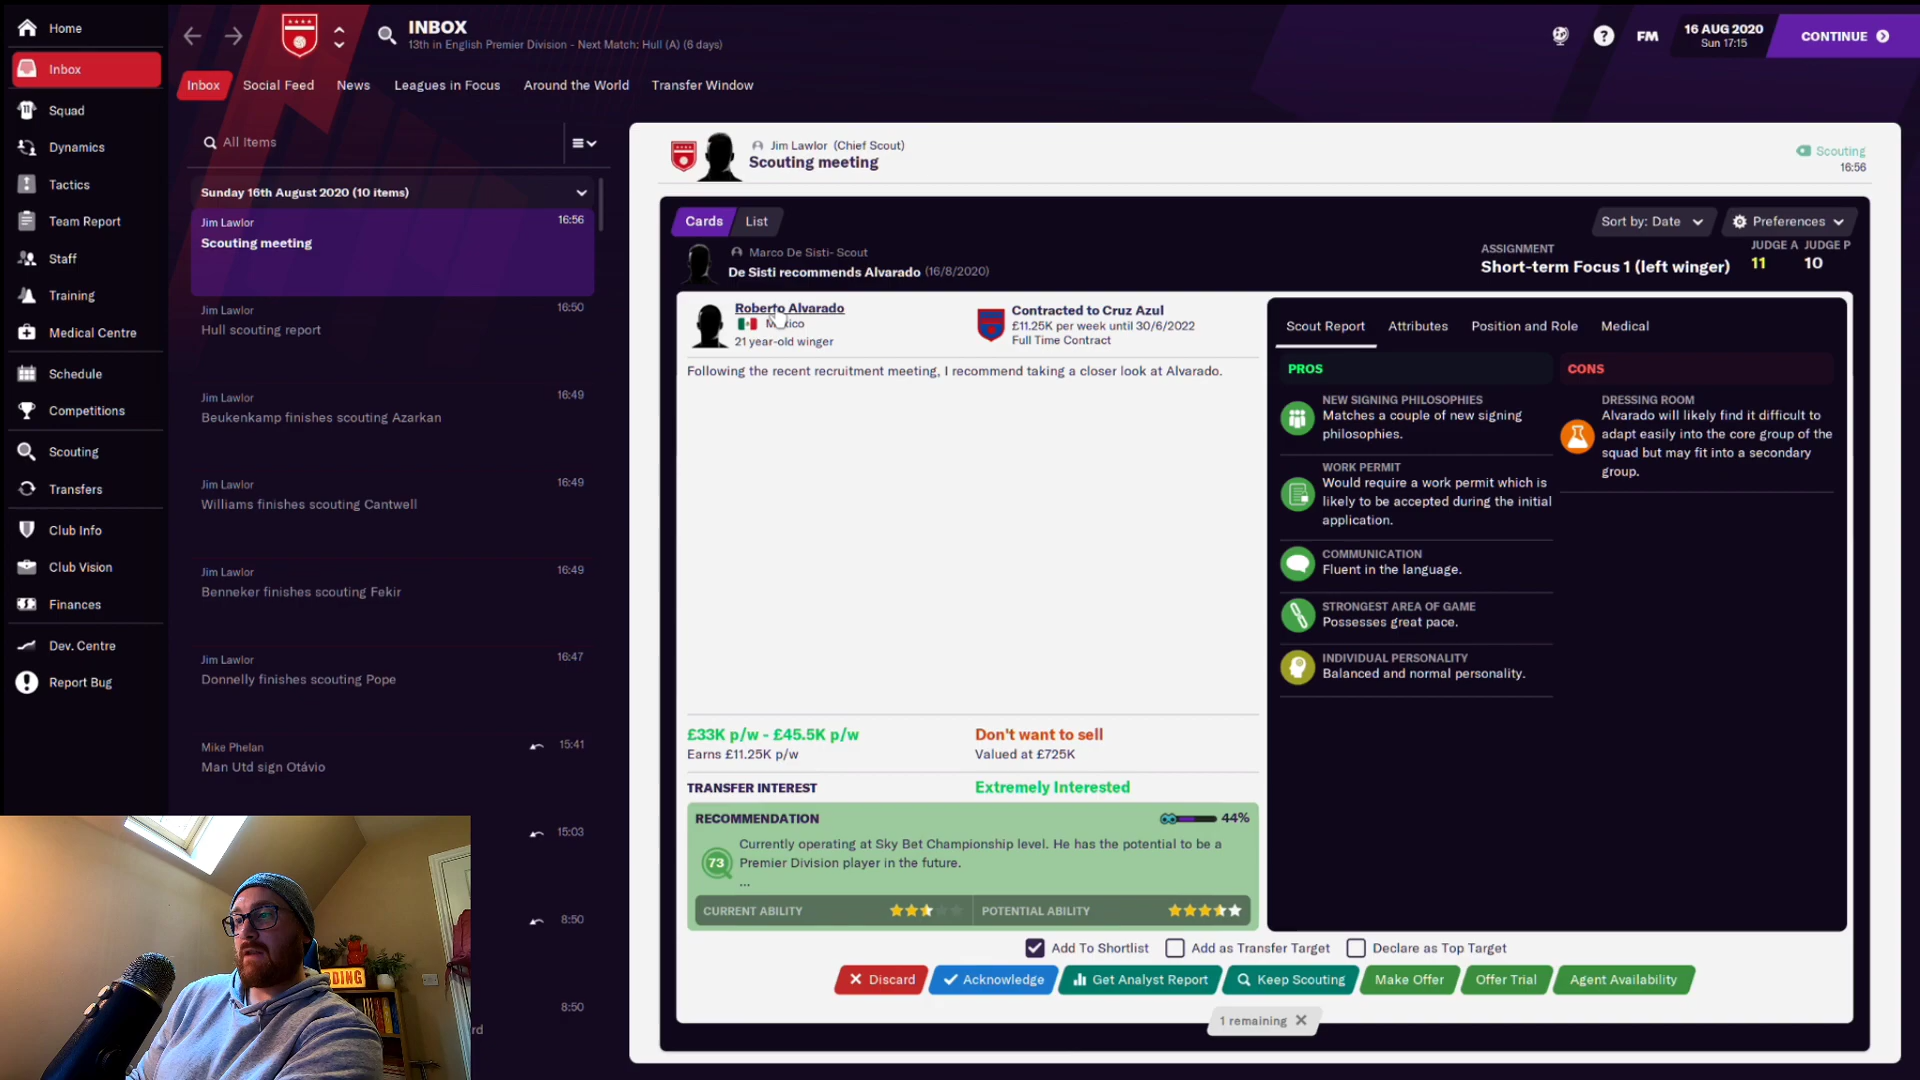 Home
Inbox
Squad
Dynamics
Tactics
Team Report
Staff
Training
Medical Centre
Schedule
Competitions
Scouting
Transfers
Club Info
Club Vision
Finances
Dev. Centre
Report Bug
INBOX
13th in English Premier Division - Next Match: Hull (A) (6 days)
FM
16 AUG 2020
Sun 17:15
CONTINUE
Inbox
Social Feed
News
Leagues in Focus
Around the World
Transfer Window
All Items
Sunday 16th August 2020 (10 items)
Jim Lawlor 16:56
Scouting meeting
Jim Lawlor 16:50
Hull scouting report
Jim Lawlor 16:49
Beukenkamp finishes scouting Azarkan
Jim Lawlor 16:49
Williams finishes scouting Cantwell
Jim Lawlor 16:49
Benneker finishes scouting Fekir
Jim Lawlor 16:47
Donnelly finishes scouting Pope
Mike Phelan 15:41
Man Utd sign Otávio
15:03
8:50
8:50
rd
DING
Jim Lawlor (Chief Scout)
Scouting meeting
Scouting
16:56
Cards
List
Sort by: Date
Preferences
Marco De Sisti- Scout
De Sisti recommends Alvarado (16/8/2020)
ASSIGNMENT
Short-term Focus 1 (left winger)
JUDGE A JUDGE P
11 10
Roberto Alvarado
21 year-old winger
Contracted to Cruz Azul
£11.25K per week until 30/6/2022
Full Time Contract
Following the recent recruitment meeting, I recommend taking a closer look at Alvarado.
£33K p/w - £45.5K p/w
Earns £11.25K p/w
Don't want to sell
Valued at £725K
TRANSFER INTEREST
Extremely Interested
RECOMMENDATION
44%
73
Currently operating at Sky Bet Championship level. He has the potential to be a
Premier Division player in the future.
...
CURRENT ABILITY
POTENTIAL ABILITY
Scout Report
Attributes
Position and Role
Medical
PROS
NEW SIGNING PHILOSOPHIES
Matches a couple of new signing
philosophies.
WORK PERMIT
Would require a work permit which is
likely to be accepted during the initial
application.
COMMUNICATION
Fluent in the language.
STRONGEST AREA OF GAME
Possesses great pace.
INDIVIDUAL PERSONALITY
Balanced and normal personality.
CONS
DRESSING ROOM
Alvarado will likely find it difficult to
adapt easily into the core group of the
squad but may fit into a secondary
group.
Add To Shortlist
Add as Transfer Target
Declare as Top Target
Discard
Acknowledge
Get Analyst Report
Keep Scouting
Make Offer
Offer Trial
Agent Availability
1 remaining